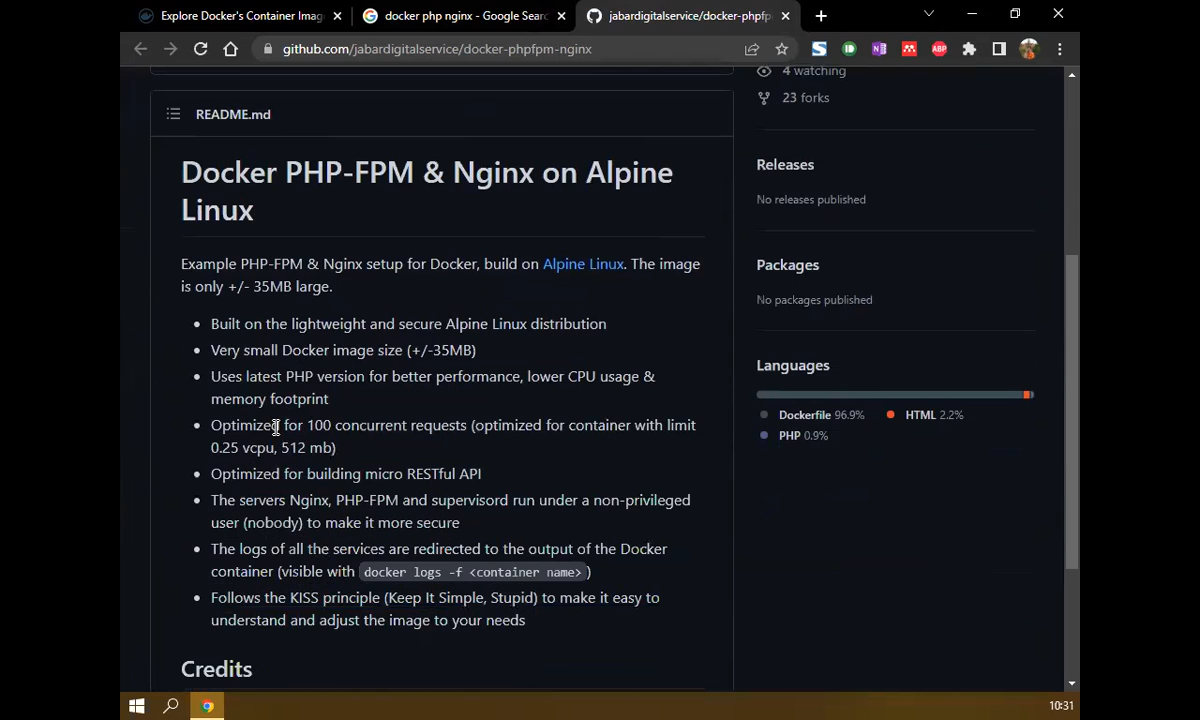 Explore Docker's Container Imag
docker php nginx - Google Searc
jabardigitalservice/docker-phpfp
github.com/jabardigitalservice/docker-phpfpm-nginx
4 watching
23 forks
README.md
Docker PHP-FPM & Nginx on Alpine
Linux
Example PHP-FPM & Nginx setup for Docker, build on Alpine Linux. The image
is only +/- 35MB large.
Built on the lightweight and secure Alpine Linux distribution
Very small Docker image size (+/-35MB)
Uses latest PHP version for better performance, lower CPU usage &
memory footprint
Optimized for 100 concurrent requests (optimized for container with limit
0.25 vcpu, 512 mb)
Optimized for building micro RESTful API
The servers Nginx, PHP-FPM and supervisord run under a non-privileged
user (nobody) to make it more secure
The logs of all the services are redirected to the output of the Docker
container (visible with docker logs -f <container name>)
Follows the KISS principle (Keep It Simple, Stupid) to make it easy to
understand and adjust the image to your needs
Credits
Releases
No releases published
Packages
No packages published
Languages
Dockerfile 96.9%
HTML 2.2%
PHP 0.9%
10:31